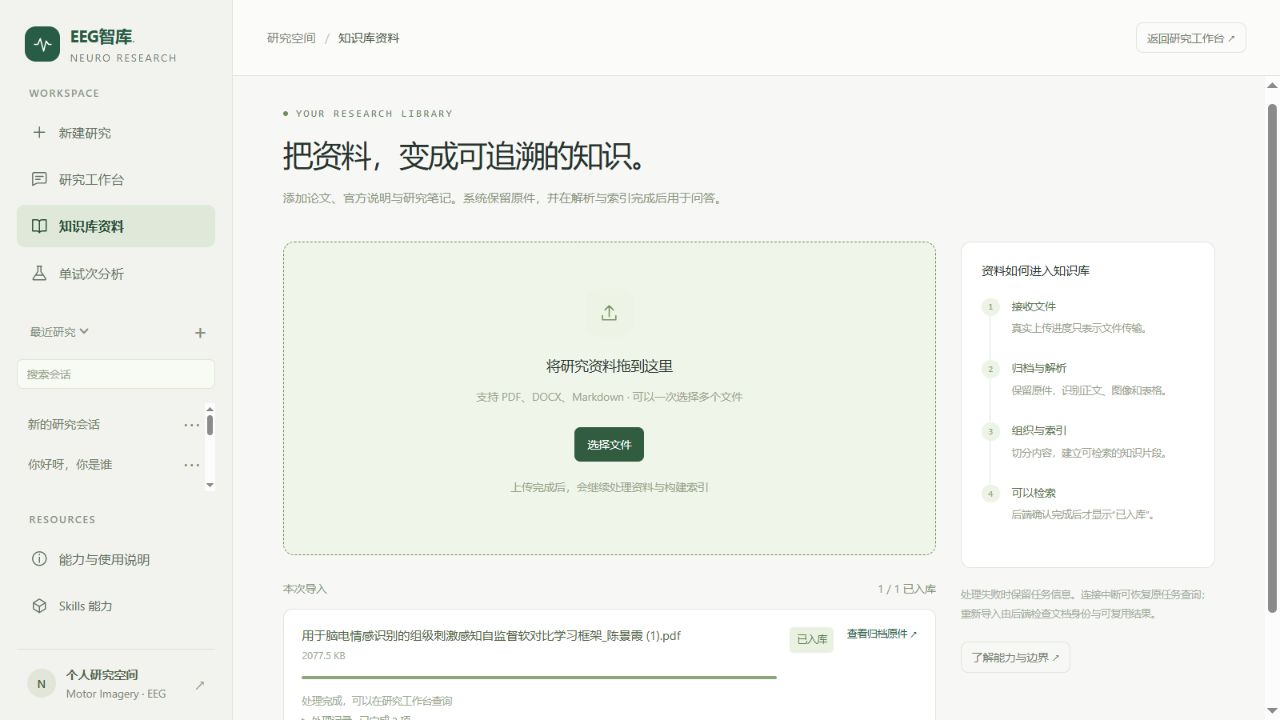 EEG智库.
NEURO RESEARCH
WORKSPACE
新建研究
研究工作台
知识库资料
单试次分析
最近研究
搜索会话
新的研究会话
你好呀，你是谁
RESOURCES
能力与使用说明
Skills 能力
N
个人研究空间
Motor Imagery · EEG
研究空间 / 知识库资料
返回研究工作台 ↗
YOUR RESEARCH LIBRARY
把资料，变成可追溯的知识。
添加论文、官方说明与研究笔记。系统保留原件，并在解析与索引完成后用于问答。
将研究资料拖到这里
支持 PDF、DOCX、Markdown · 可以一次选择多个文件
选择文件
上传完成后，会继续处理资料与构建索引
本次导入
1 / 1 已入库
用于脑电情感识别的组级刺激感知自监督软对比学习框架_陈景霞 (1).pdf
2077.5 KB
已入库
查看归档原件 ↗
处理完成，可以在研究工作台查询
处理记录 · 已完成 3 项
资料如何进入知识库
1
接收文件
真实上传进度只表示文件传输。
2
归档与解析
保留原件，识别正文、图像和表格。
3
组织与索引
切分内容，建立可检索的知识片段。
4
可以检索
后端确认完成后才显示“已入库”。
处理失败时保留任务信息。连接中断可恢复原任务查询；
重新导入由后端检查文档身份与可复用结果。
了解能力与边界 ↗